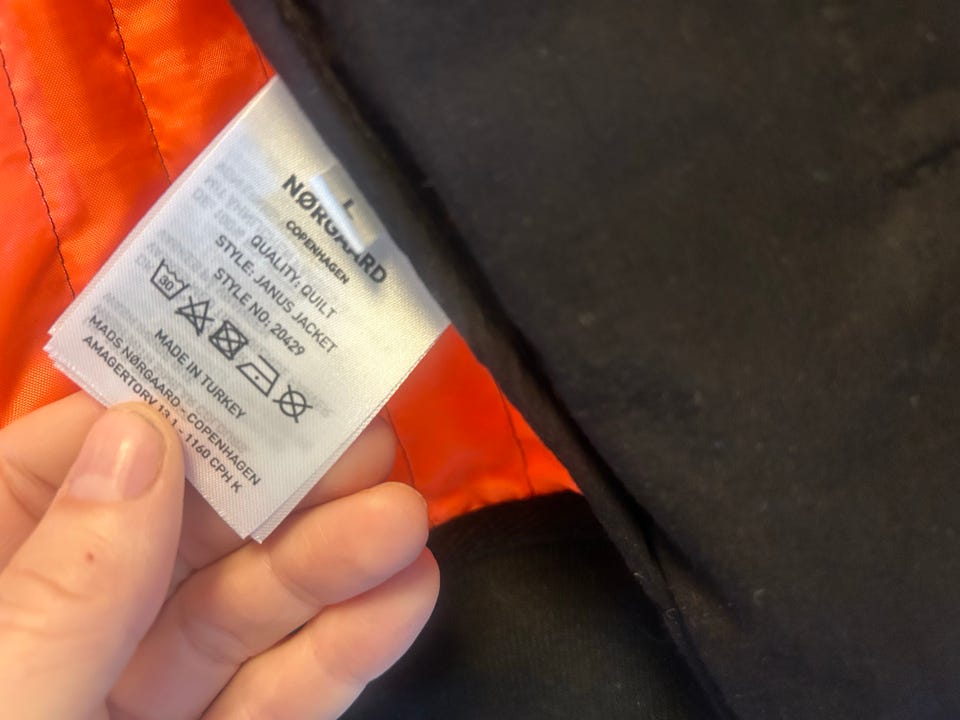 L
NØRGAARD
COPENHAGEN
QUALITY: QUILT
STYLE: JANUS JACKET
STYLE NO: 20429
30
MADE IN TURKEY
MADS NØRGAARD - COPENHAGEN
AMAGERTORV 13.1 - 1160 CPH K